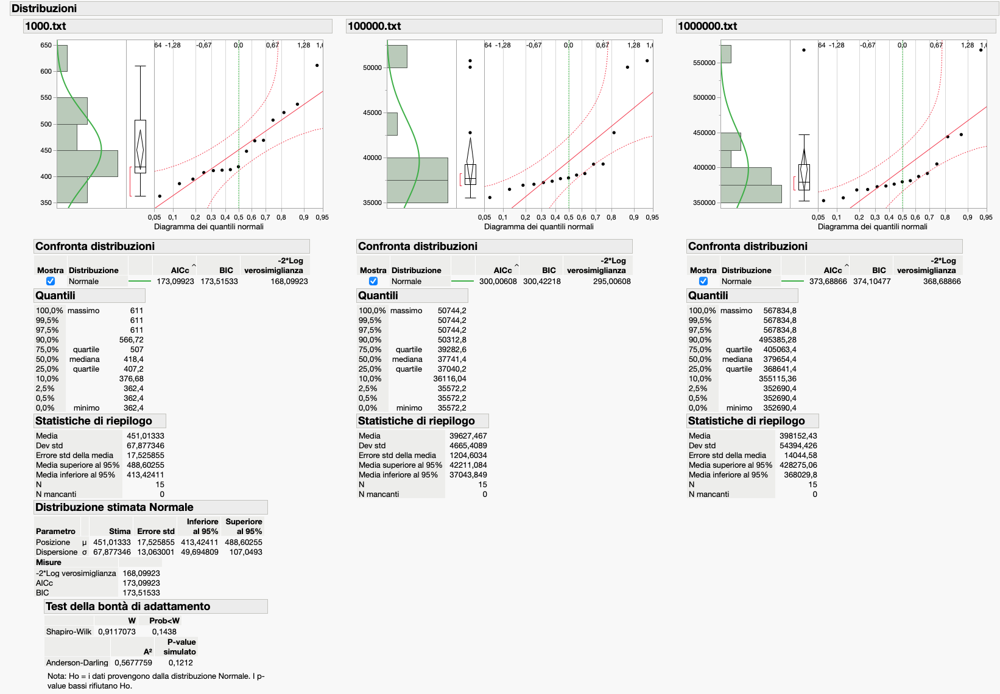 Distribuzioni
1000.txt
650
600
550
500
450
400
350
64 -1,28 -0,67 0,0 0,67 1,28 1,6
0,05 0,1 0,2 0,3 0,4 0,5 0,6 0,7 0,8 0,9 0,95
Diagramma dei quantili normali
Confronta distribuzioni
-2*Log
Mostra Distribuzione AICc ^ BIC verosimiglianza
Normale 173,09923 173,51533 168,09923
Quantili
100,0% massimo 611
99,5% 611
97,5% 611
90,0% 566,72
75,0% quartile 507
50,0% mediana 418,4
25,0% quartile 407,2
10,0% 376,68
2,5% 362,4
0,5% 362,4
0,0% minimo 362,4
Statistiche di riepilogo
Media 451,01333
Dev std 67,877346
Errore std della media 17,525855
Media superiore al 95% 488,60255
Media inferiore al 95% 413,42411
N 15
N mancanti 0
Distribuzione stimata Normale
Inferiore Superiore
Parametro Stima Errore std al 95% al 95%
Posizione μ 451,01333 17,525855 413,42411 488,60255
Dispersione σ 67,877346 13,063001 49,694809 107,0493
Misure
-2*Log verosimiglianza 168,09923
AICc 173,09923
BIC 173,51533
Test della bontà di adattamento
W Prob<W
Shapiro-Wilk 0,9117073 0,1438
P-value
A² simulato
Anderson-Darling 0,5677759 0,1212
Nota: Ho = i dati provengono dalla distribuzione Normale. I p-
value bassi rifiutano Ho.
100000.txt
50000
45000
40000
35000
64 -1,28 -0,67 0,0 0,67 1,28 1,6
0,05 0,1 0,2 0,3 0,4 0,5 0,6 0,7 0,8 0,9 0,95
Diagramma dei quantili normali
Confronta distribuzioni
-2*Log
Mostra Distribuzione AICc ^ BIC verosimiglianza
Normale 300,00608 300,42218 295,00608
Quantili
100,0% massimo 50744,2
99,5% 50744,2
97,5% 50744,2
90,0% 50312,8
75,0% quartile 39282,6
50,0% mediana 37741,4
25,0% quartile 37040,2
10,0% 36116,04
2,5% 35572,2
0,5% 35572,2
0,0% minimo 35572,2
Statistiche di riepilogo
Media 39627,467
Dev std 4665,4089
Errore std della media 1204,6034
Media superiore al 95% 42211,084
Media inferiore al 95% 37043,849
N 15
N mancanti 0
1000000.txt
550000
500000
450000
400000
350000
64 -1,28 -0,67 0,0 0,67 1,28 1,6
0,05 0,1 0,2 0,3 0,4 0,5 0,6 0,7 0,8 0,9 0,95
Diagramma dei quantili normali
Confronta distribuzioni
-2*Log
Mostra Distribuzione AICc ^ BIC verosimiglianza
Normale 373,68866 374,10477 368,68866
Quantili
100,0% massimo 567834,8
99,5% 567834,8
97,5% 567834,8
90,0% 495385,28
75,0% quartile 405063,4
50,0% mediana 379654,4
25,0% quartile 368641,4
10,0% 355115,36
2,5% 352690,4
0,5% 352690,4
0,0% minimo 352690,4
Statistiche di riepilogo
Media 398152,43
Dev std 54394,426
Errore std della media 14044,58
Media superiore al 95% 428275,06
Media inferiore al 95% 368029,8
N 15
N mancanti 0